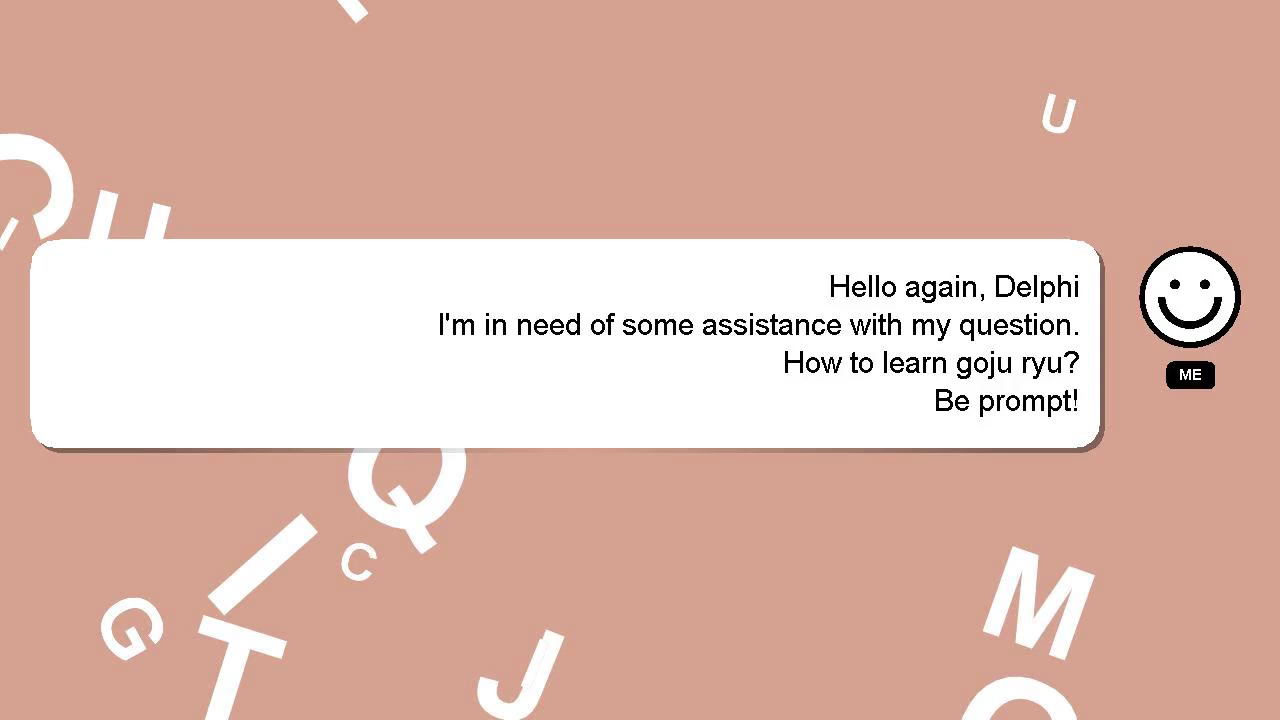 Hello again, Delphi
I'm in need of some assistance with my question.
How to learn goju ryu?
Be prompt!
ME
U
U
Q
I
C
G
T
J
M